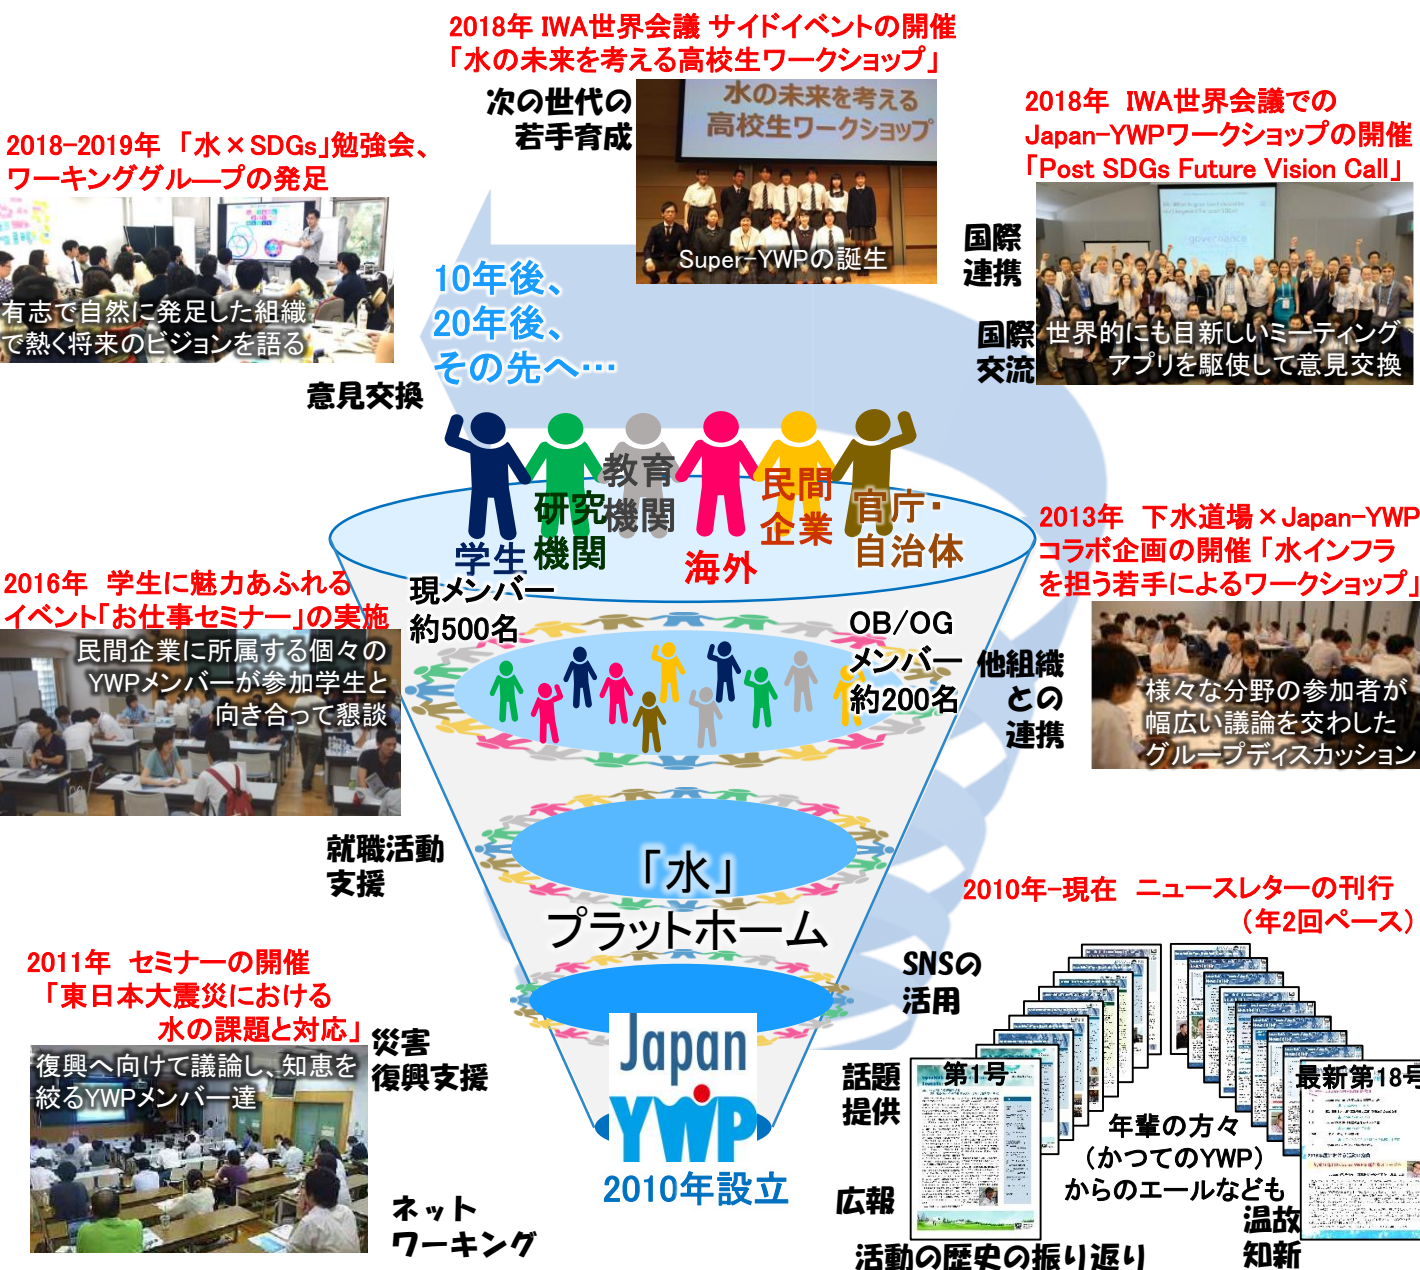 2018年 IWA世界会議 サイドイベントの開催
「水の未来を考える高校生ワークショップ」
次の世代の
若手育成
水の未来を考える
高校生ワークショップ
Super-YWPの誕生
2018年 IWA世界会議での
Japan-YWPワークショップの開催
「Post SDGs Future Vision Call」
国際
連携
国際
交流
governance
世界的にも目新しいミーティング
アプリを駆使して意見交換
2018-2019年 「水×SDGs」勉強会、
ワーキンググループの発足
有志で自然に発足した組織
で熱く将来のビジョンを語る
意見交換
10年後、
20年後、
その先へ…
学生
研究
機関
教育
機関
海外
民間
企業
官庁・
自治体
現メンバー
約500名
OB/OG
メンバー
約200名
2016年 学生に魅力あふれる
イベント「お仕事セミナー」の実施
民間企業に所属する個々の
YWPメンバーが参加学生と
向き合って懇談
就職活動
支援
2013年 下水道場×Japan-YWP
コラボ企画の開催 「水インフラ
を担う若手によるワークショップ」
他組織
との
連携
様々な分野の参加者が
幅広い議論を交わした
グループディスカッション
「水」
プラットホーム
Japan
YWP
2010年設立
2011年 セミナーの開催
「東日本大震災における
水の課題と対応」
災害
復興支援
復興へ向けて議論し、知恵を
絞るYWPメンバー達
ネット
ワーキング
2010年-現在 ニュースレターの刊行
(年2回ペース)
SNSの
活用
話題
提供
広報
第1号
最新第18号
年輩の方々
(かつてのYWP)
からのエールなども
温故
知新
活動の歴史の振り返り